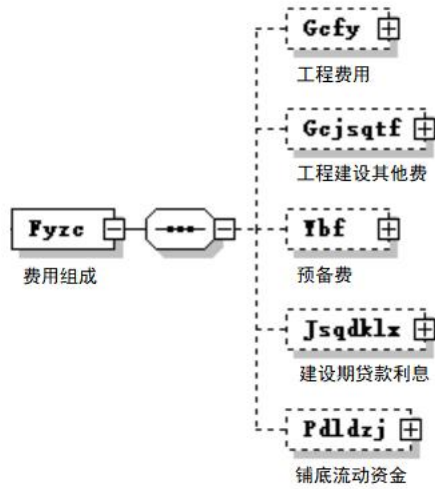 Gcfy
工程费用
Gcjsqtf
工程建设其他费
Fyzc
费用组成
Ybf
预备费
Jsqdklx
建设期贷款利息
Pdldzj
铺底流动资金